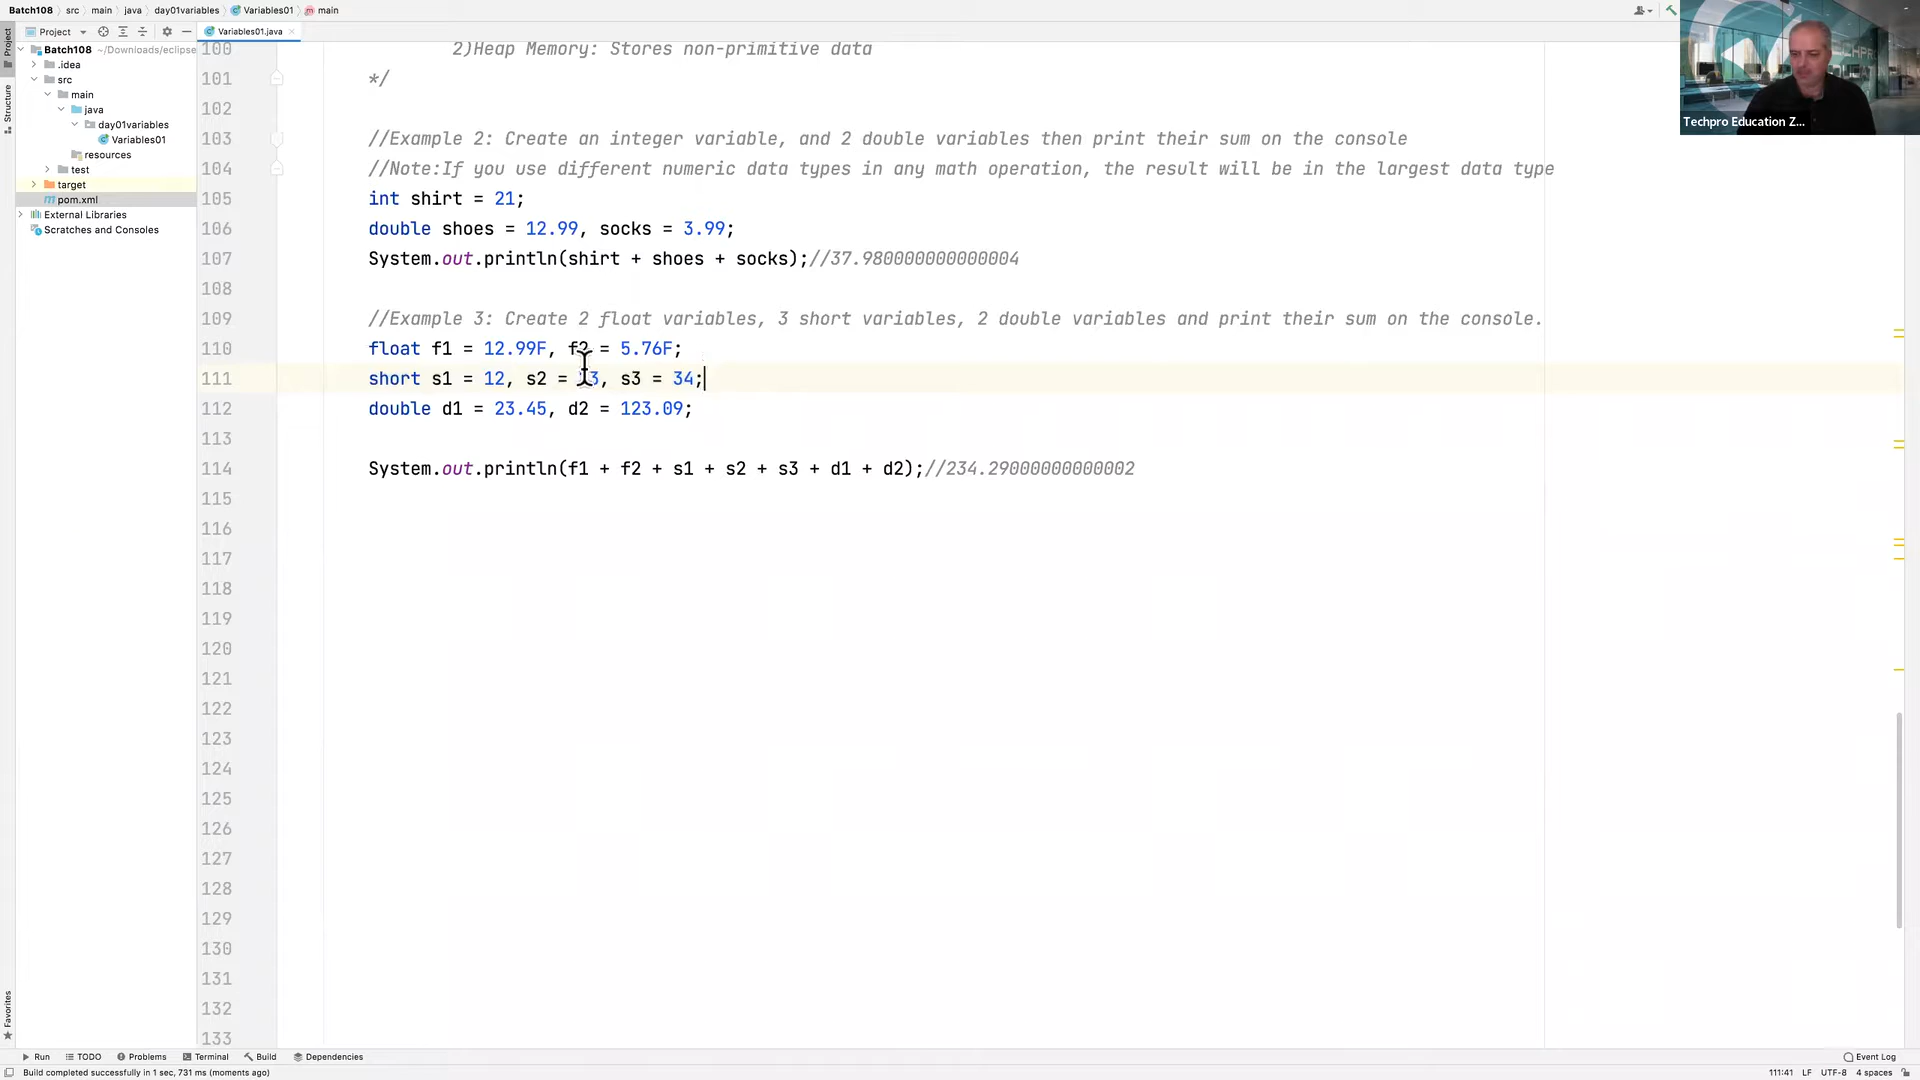 Batch108 src main java day01variables Variables01 main
Project
Variables01.java
Batch108 ~/Downloads/eclipse
.idea
src
main
java
day01variables
Variables01
resources
test
target
pom.xml
External Libraries
Scratches and Consoles
Project
Structure
Favorites
100 2)Heap Memory: Stores non-primitive data
101 */
102
103 //Example 2: Create an integer variable, and 2 double variables then print their sum on the console
104 //Note:If you use different numeric data types in any math operation, the result will be in the largest data type
105 int shirt = 21;
106 double shoes = 12.99, socks = 3.99;
107 System.out.println(shirt + shoes + socks);//37.980000000000004
108
109 //Example 3: Create 2 float variables, 3 short variables, 2 double variables and print their sum on the console.
110 float f1 = 12.99F, f2 = 5.76F;
111 short s1 = 12, s2 = 3, s3 = 34;
112 double d1 = 23.45, d2 = 123.09;
113
114 System.out.println(f1 + f2 + s1 + s2 + s3 + d1 + d2);//234.29000000000002
115
116
117
118
119
120
121
122
123
124
125
126
127
128
129
130
131
132
133
Techpro Education Z...
Run TODO Problems Terminal Build Dependencies Event Log
Build completed successfully in 1 sec, 731 ms (moments ago) 111:41 LF UTF-8 4 spaces